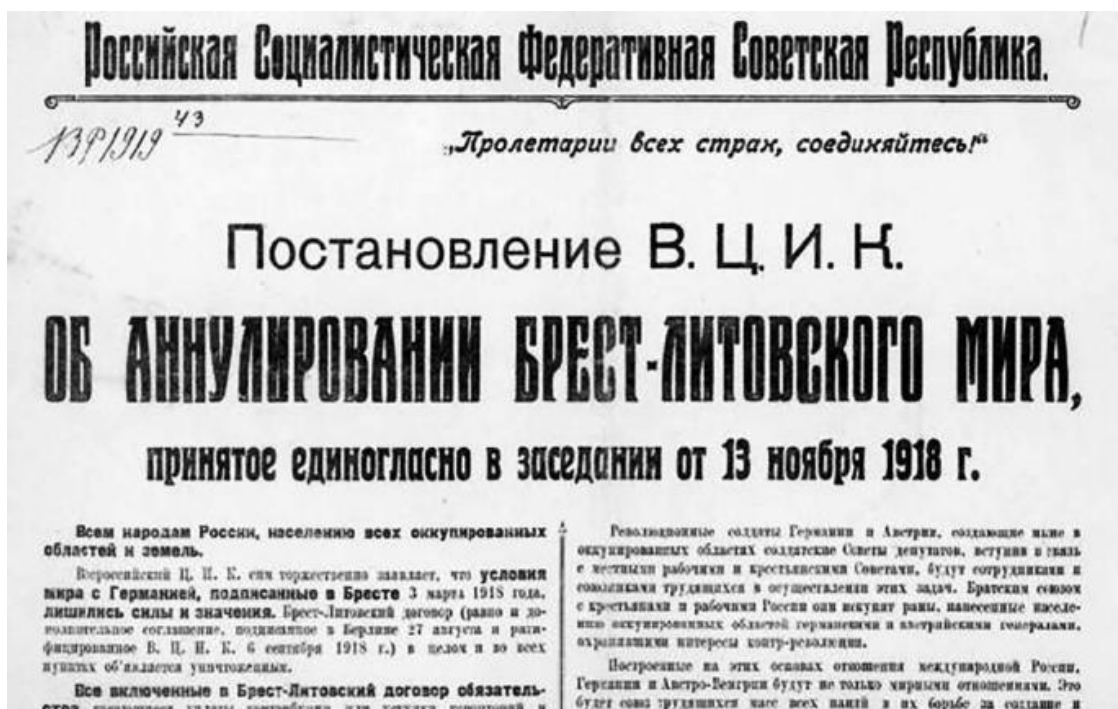 Российская Социалистическая Федеративная Советская Республика.
43
1919
„Пролетарии всех стран, соединяйтесь!“
Постановление В. Ц. И. К.
ОБ АННУЛИРОВАНИИ БРЕСТ-ЛИТОВСКОГО МИРА,
принятое единогласно в заседании от 13 ноября 1918 г.
Всем народам России, населению всех оккупированных
областей и земель.
Всероссийский Ц. И. К. сим торжественно заявляет, что условия
мира с Германией, подписанные в Бресте 3 марта 1918 года,
лишились силы и значения. Брест-Литовский договор (равно и до-
полнительное соглашение, подписанное в Берлине 27 августа и рати-
фицированное В. Ц. И. К. 6 сентября 1918 г.) в целом и во всех
пунктах об'является уничтоженным.
Все включенные в Брест-Литовский договор обязатель-
Революционные солдаты Германии и Австрии, создающие ныне в
оккупированных областях солдатские Советы депутатов, вступив в связь
с местными рабочими и крестьянскими Советами, будут сотрудниками и
союзниками трудящихся в осуществлении этих задач. Братским союзом
с крестьянами и рабочими России они искупят раны, нанесенные населе-
нию оккупированных областей германскими и австрийскими генералами,
охранявшими интересы контр-революции.
Построенные на этих основах отношения международной России,
Германии и Австро-Венгрии будут не только мирными отношениями. Это
будет союз трудящихся масс всех наций в их борьбе за создание и